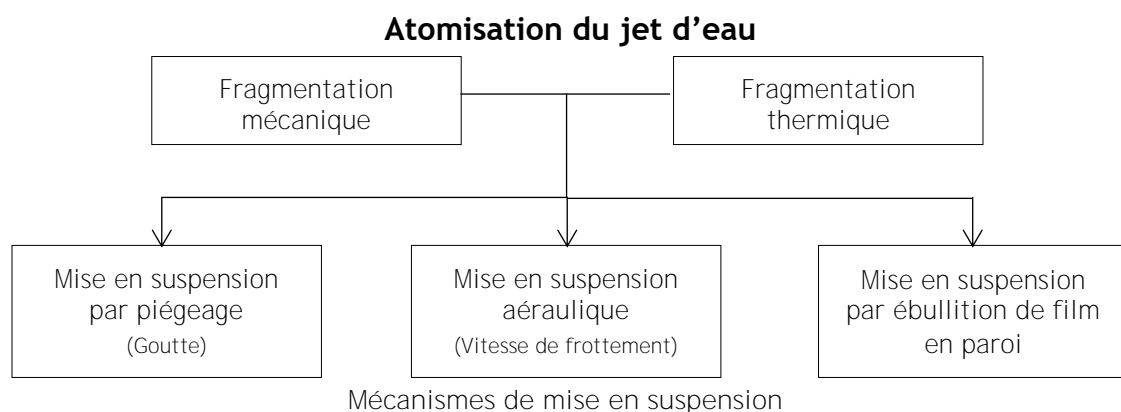 Atomisation du jet d'eau
Fragmentation
mécanique
Fragmentation
thermique
Mise en suspension
par piégeage
(Goutte)
Mise en suspension
aéraulique
(Vitesse de frottement)
Mise en suspension
par ébullition de film
en paroi
Mécanismes de mise en suspension